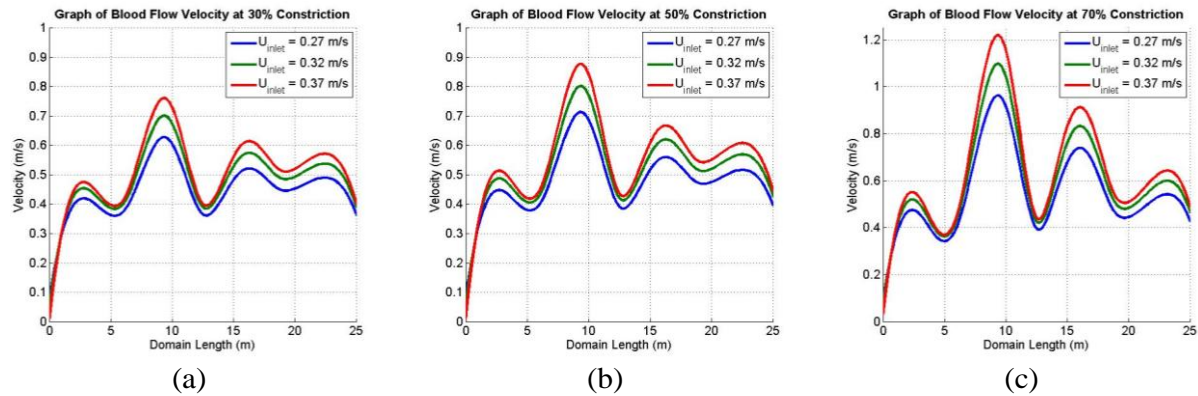 Graph of Blood Flow Velocity at 30% Constriction
1
0.9
0.8
0.7
0.6
0.5
0.4
0.3
0.2
0.1
0
Velocity (m/s)
U_inlet = 0.27 m/s
U_inlet = 0.32 m/s
U_inlet = 0.37 m/s
0 5 10 15 20 25
Domain Length (m)
(a)
Graph of Blood Flow Velocity at 50% Constriction
1
0.9
0.8
0.7
0.6
0.5
0.4
0.3
0.2
0.1
0
Velocity (m/s)
U_inlet = 0.27 m/s
U_inlet = 0.32 m/s
U_inlet = 0.37 m/s
0 5 10 15 20 25
Domain Length (m)
(b)
Graph of Blood Flow Velocity at 70% Constriction
1.2
1
0.8
0.6
0.4
0.2
0
Velocity (m/s)
U_inlet = 0.27 m/s
U_inlet = 0.32 m/s
U_inlet = 0.37 m/s
0 5 10 15 20 25
Domain Length (m)
(c)